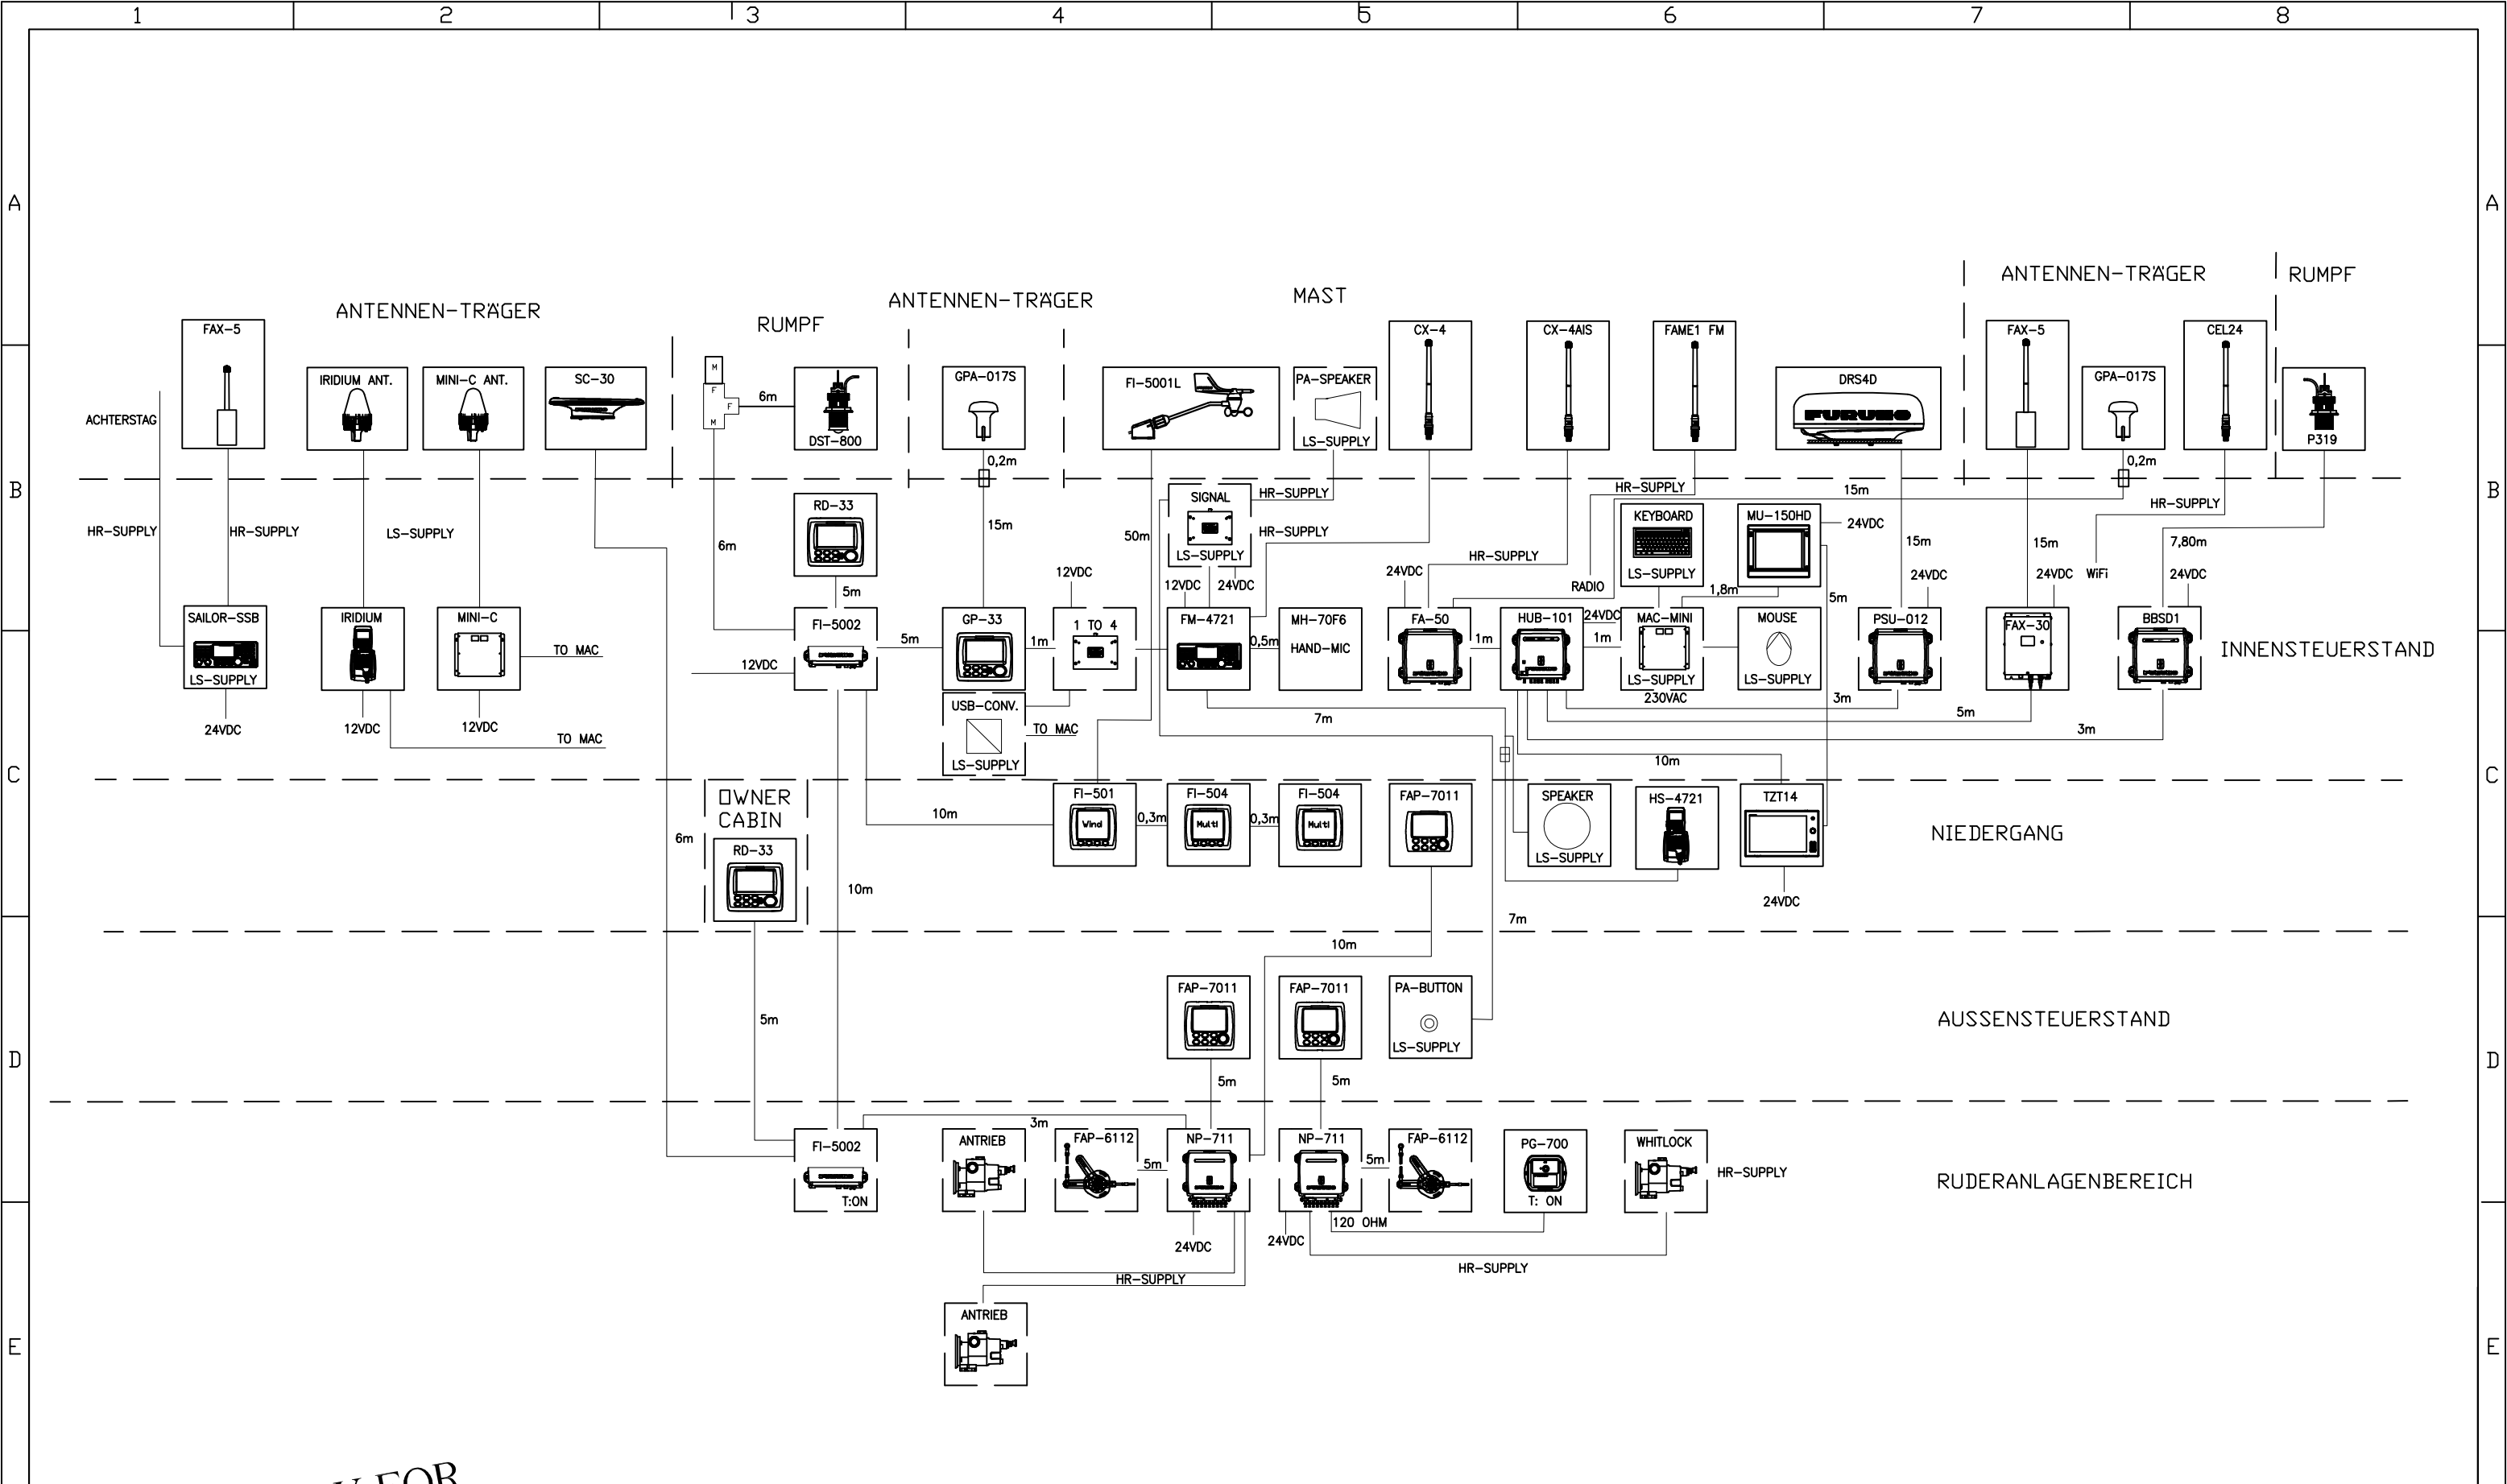 1 2 3 4 5 6 7 8
A A
ANTENNEN-TRÄGER
RUMPF
ANTENNEN-TRÄGER
MAST
ANTENNEN-TRÄGER
RUMPF
FAX-5
IRIDIUM ANT.
MINI-C ANT.
SC-30
M
F
F
M
6m
DST-800
GPA-017S
0,2m
FI-5001L
PA-SPEAKER
LS-SUPPLY
CX-4
CX-4AIS
FAME1 FM
DRS4D
FURUNO
FAX-5
GPA-017S
0,2m
CEL24
P319
ACHTERSTAG
B B
HR-SUPPLY
HR-SUPPLY
LS-SUPPLY
6m
RD-33
5m
15m
50m
SIGNAL
LS-SUPPLY
HR-SUPPLY
HR-SUPPLY
12VDC
12VDC
24VDC
24VDC
HR-SUPPLY
HR-SUPPLY
RADIO
KEYBOARD
LS-SUPPLY
1,8m
MU-150HD
24VDC
5m
15m
15m
24VDC
15m
24VDC
WiFi
HR-SUPPLY
7,80m
24VDC
SAILOR-SSB
LS-SUPPLY
24VDC
IRIDIUM
12VDC
TO MAC
MINI-C
TO MAC
12VDC
12VDC
FI-5002
5m
GP-33
1m
1 TO 4
FM-4721
0,5m
MH-70F6
HAND-MIC
FA-50
1m
HUB-101
24VDC
1m
MAC-MINI
LS-SUPPLY
230VAC
MOUSE
LS-SUPPLY
PSU-012
3m
FAX-30
5m
BBSD1
3m
INNENSTEUERSTAND
USB-CONV.
LS-SUPPLY
TO MAC
7m
10m
C C
OWNER
CABIN
RD-33
6m
10m
10m
FI-501
Wind
0,3m
FI-504
Multi
0,3m
FI-504
Multi
FAP-7011
SPEAKER
LS-SUPPLY
HS-4721
TZT14
24VDC
NIEDERGANG
7m
10m
5m
FAP-7011
5m
FAP-7011
5m
PA-BUTTON
LS-SUPPLY
AUSSENSTEUERSTAND
D D
3m
FI-5002
T:ON
ANTRIEB
FAP-6112
5m
NP-711
24VDC
NP-711
24VDC
5m
FAP-6112
120 OHM
PG-700
T: ON
WHITLOCK
HR-SUPPLY
RUDERANLAGENBEREICH
HR-SUPPLY
HR-SUPPLY
ANTRIEB
E E
FOR